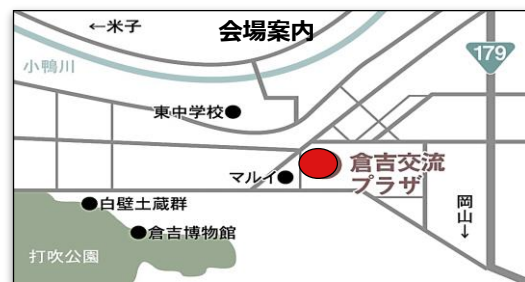 会場案内
←米子
179
小鴨川
東中学校
倉吉交流
プラザ
マルイ
白壁土蔵群
岡山↓
倉吉博物館
打吹公園